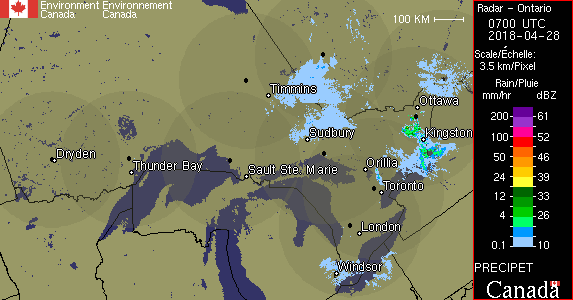 Environment Environnement
Canada Canada
100 KM
Timmins
Ottawa
Sudbury
Kingston
Dryden
Thunder Bay
Sault Ste. Marie
Orillia
Toronto
London
Windsor
Radar - Ontario
0700 UTC
2018-04-28
Scale/Échelle:
3.5 km/Pixel
Rain/Pluie
mm/hr dBZ
200 61
100 52
50 46
24 39
12 33
4 26
0.1 10
PRECIPET
Canada